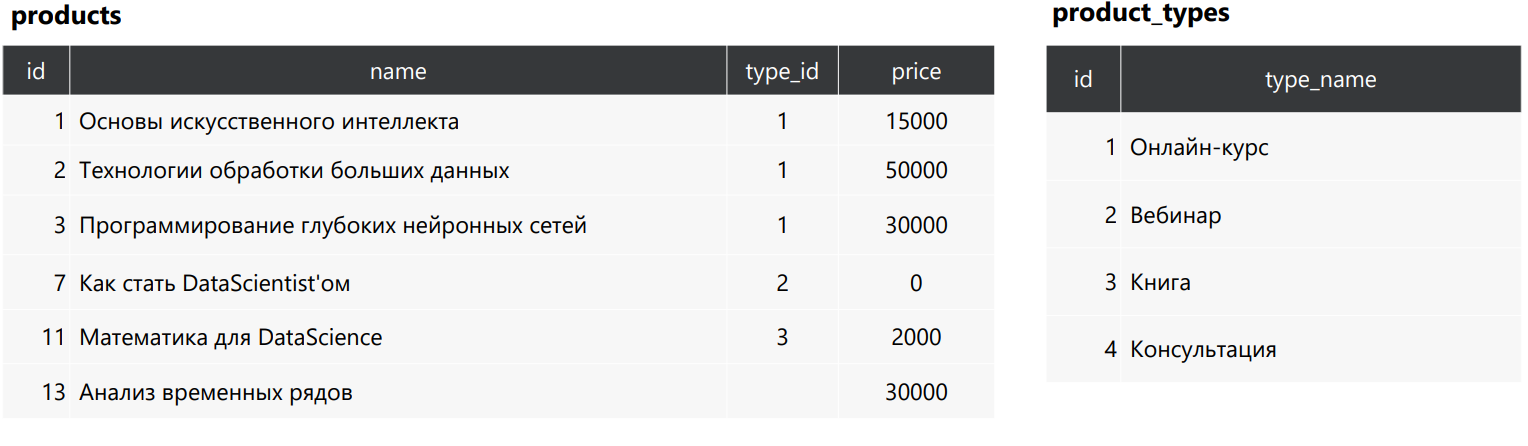 products
id name type_id price
1 Основы искусственного интеллекта 1 15000
2 Технологии обработки больших данных 1 50000
3 Программирование глубоких нейронных сетей 1 30000
7 Как стать DataScientist'ом 2 0
11 Математика для DataScience 3 2000
13 Анализ временных рядов 30000
product_types
id type_name
1 Онлайн-курс
2 Вебинар
3 Книга
4 Консультация